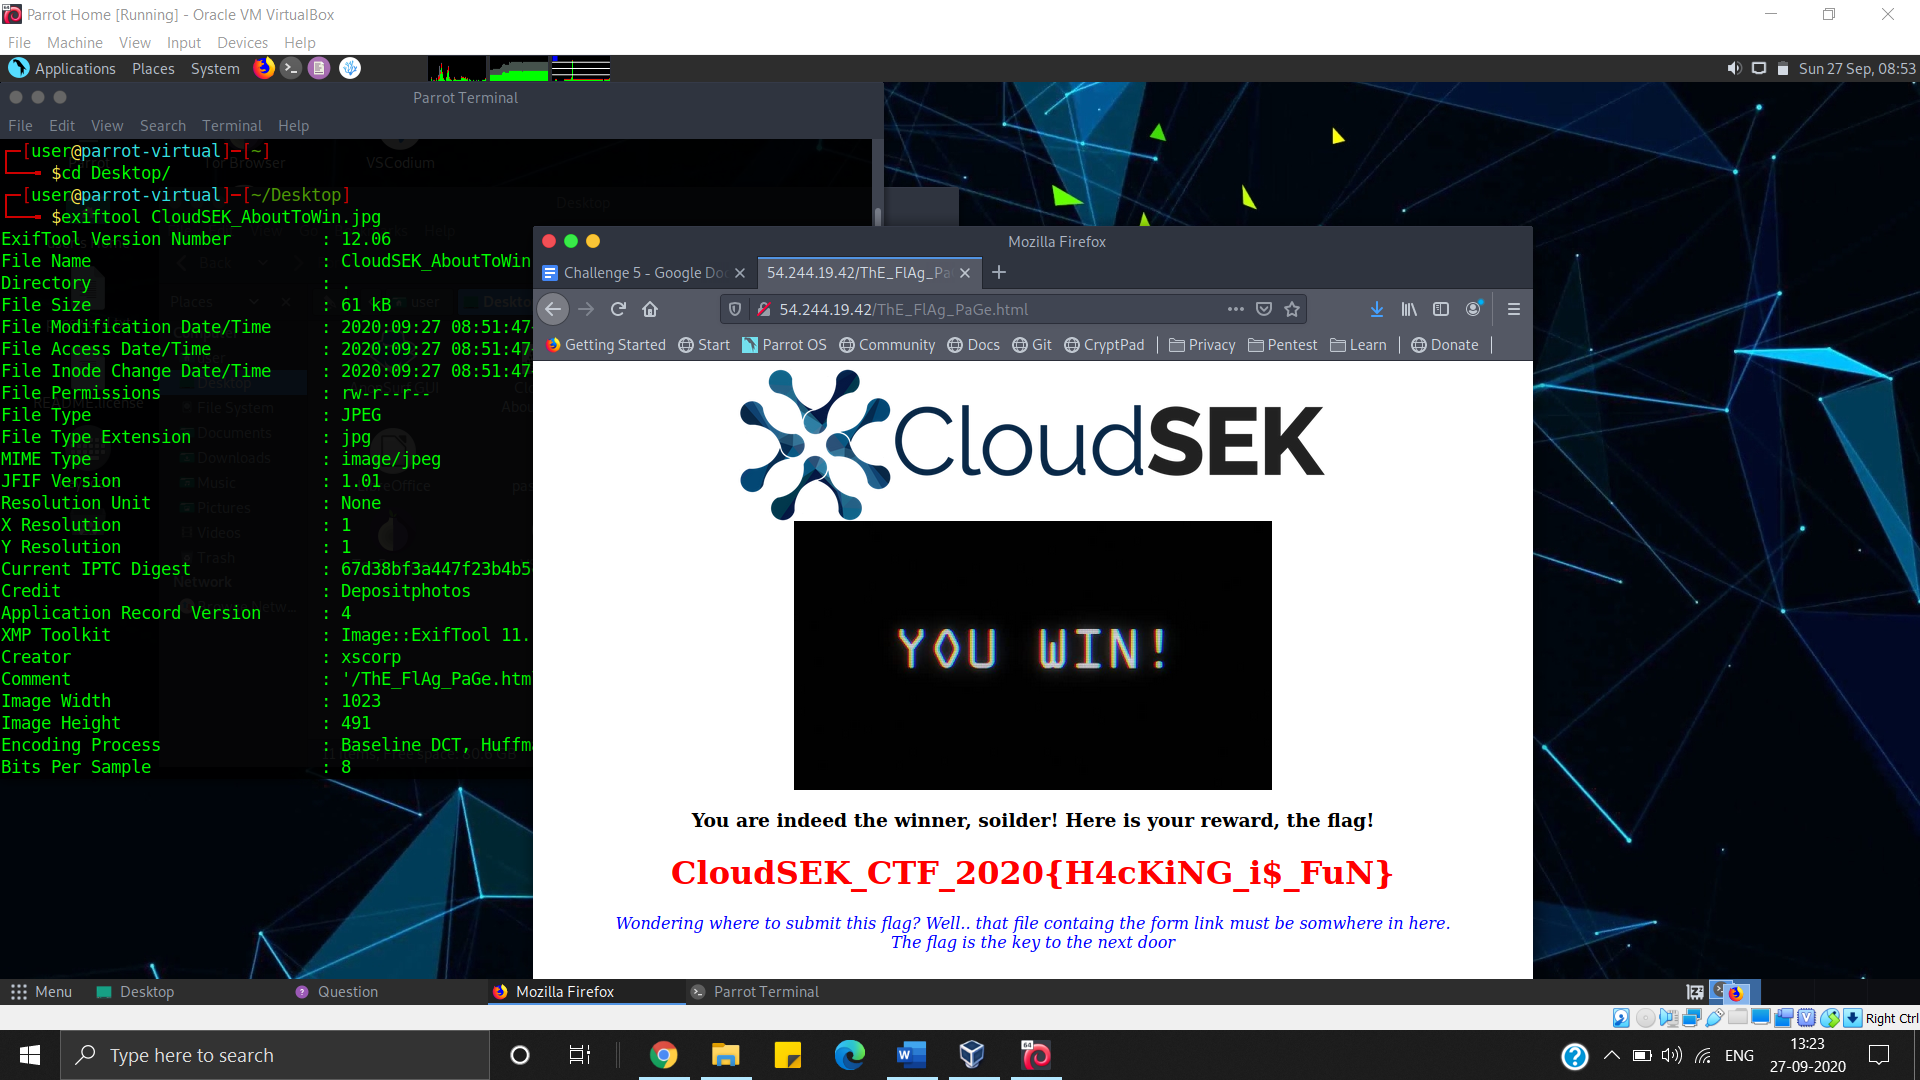 Parrot Home [Running] - Oracle VM VirtualBox
File Machine View Input Devices Help
Applications Places System
Sun 27 Sep, 08:53
Parrot Terminal
File Edit View Search Terminal Help
┌─[user@parrot-virtual]─[~]
└──╼ $cd Desktop/
┌─[user@parrot-virtual]─[~/Desktop]
└──╼ $exiftool CloudSEK_AboutToWin.jpg
ExifTool Version Number : 12.06
File Name : CloudSEK_AboutToWin
Directory : .
File Size : 61 kB
File Modification Date/Time : 2020:09:27 08:51:47
File Access Date/Time : 2020:09:27 08:51:47
File Inode Change Date/Time : 2020:09:27 08:51:47
File Permissions : rw-r--r--
File Type : JPEG
File Type Extension : jpg
MIME Type : image/jpeg
JFIF Version : 1.01
Resolution Unit : None
X Resolution : 1
Y Resolution : 1
Current IPTC Digest : 67d38bf3a447f23b4b5
Credit : Depositphotos
Application Record Version : 4
XMP Toolkit : Image::ExifTool 11.
Creator : xscorp
Comment : '/ThE_FlAg_PaGe.htm
Image Width : 1023
Image Height : 491
Encoding Process : Baseline DCT, Huffm
Bits Per Sample : 8
Mozilla Firefox
Challenge 5 - Google Do
54.244.19.42/ThE_FlAg_Pa
54.244.19.42/ThE_FlAg_PaGe.html
Getting Started Start Parrot OS Community Docs Git CryptPad Privacy Pentest Learn Donate
CloudSEK
YOU WIN!
You are indeed the winner, soilder! Here is your reward, the flag!
CloudSEK_CTF_2020{H4cKiNG_i$_FuN}
Wondering where to submit this flag? Well.. that file containg the form link must be somwhere in here.
The flag is the key to the next door
Menu Desktop Question Mozilla Firefox Parrot Terminal
Right Ctrl
Type here to search
ENG
13:23
27-09-2020